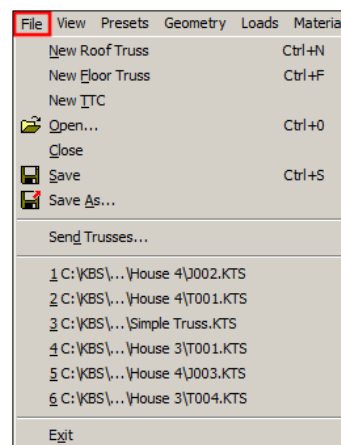 File View Presets Geometry Loads Materia
New Roof Truss Ctrl+N
New Floor Truss Ctrl+F
New TTC
Open... Ctrl+0
Close
Save Ctrl+S
Save As...
Send Trusses...
1 C:\KBS\...\House 4\J002.KTS
2 C:\KBS\...\House 4\T001.KTS
3 C:\KBS\...\Simple Truss.KTS
4 C:\KBS\...\House 3\T001.KTS
5 C:\KBS\...\House 4\J003.KTS
6 C:\KBS\...\House 3\T004.KTS
Exit